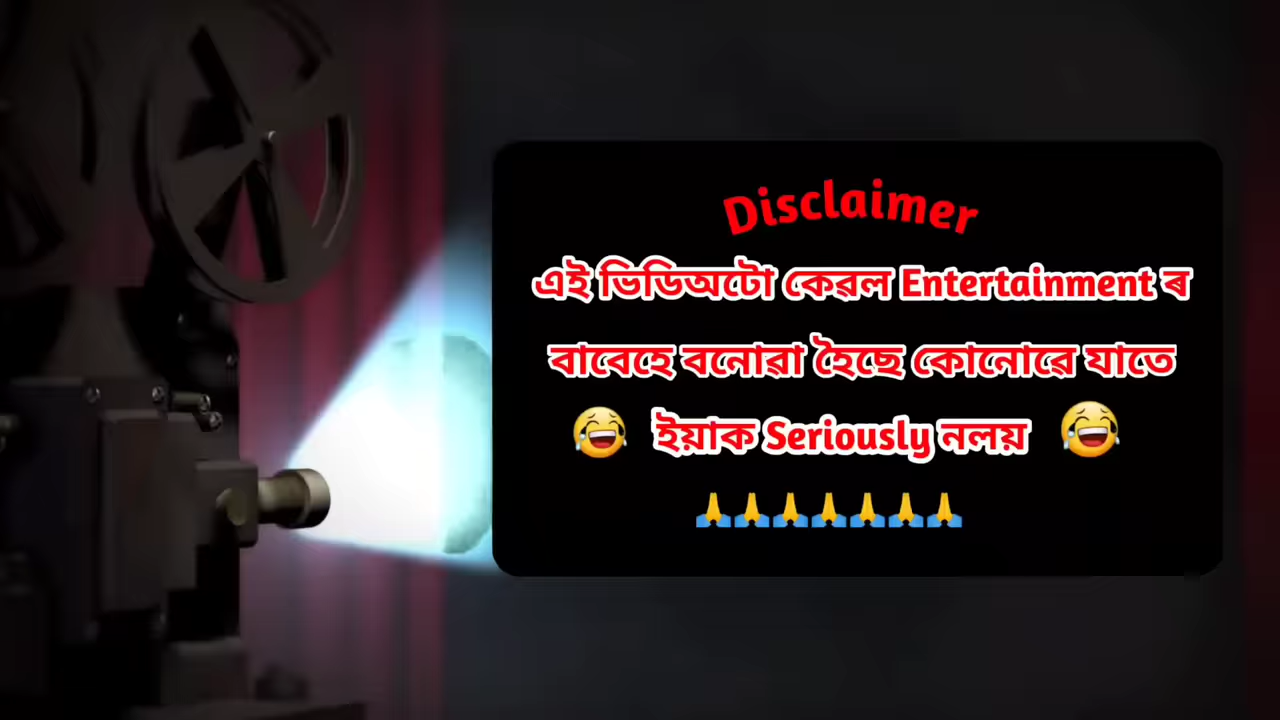 Disclaimer
এই ভিডিঅটো কেৱল Entertainment ৰ
বাবেহে বনোৱা হৈছে কোনোৱে যাতে
😂 ইয়াক Seriously নলয় 😂
🙏🙏🙏🙏🙏🙏🙏